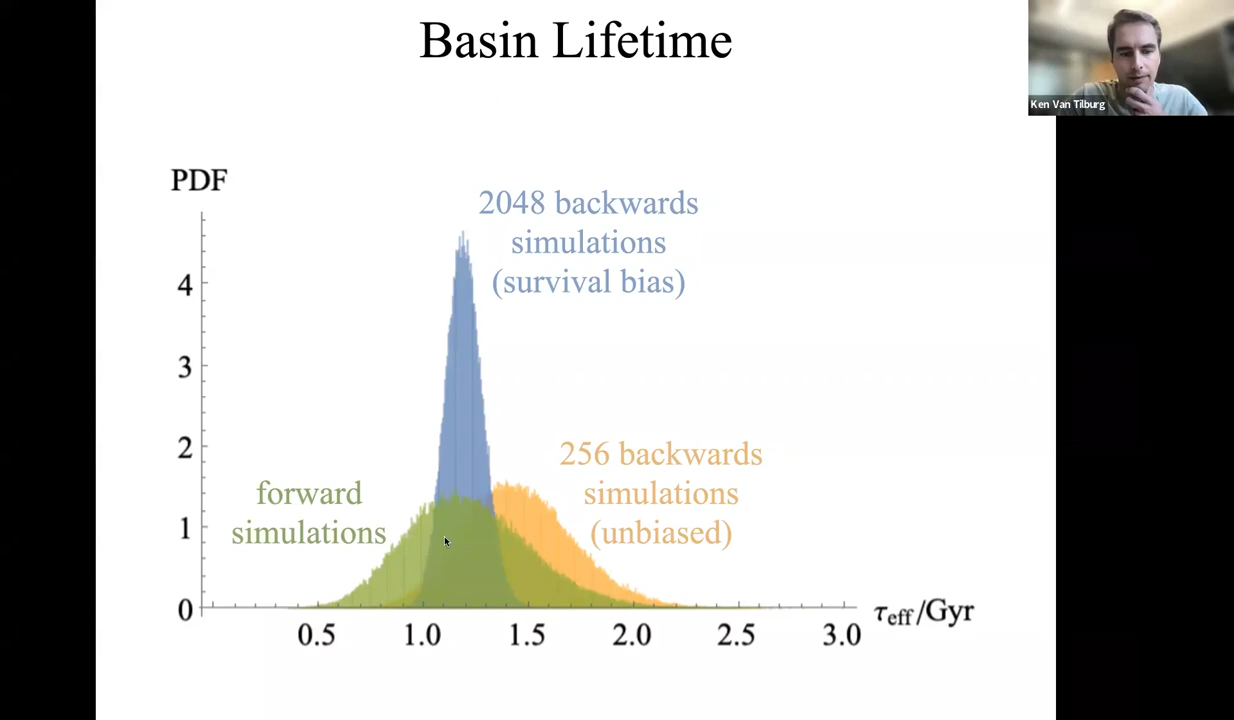 Basin Lifetime
Ken Van Tilburg
PDF
2048 backwards
simulations
(survival bias)
4
3
2
1
0
256 backwards
simulations
(unbiased)
forward
simulations
0.5 1.0 1.5 2.0 2.5 3.0
τeff/Gyr